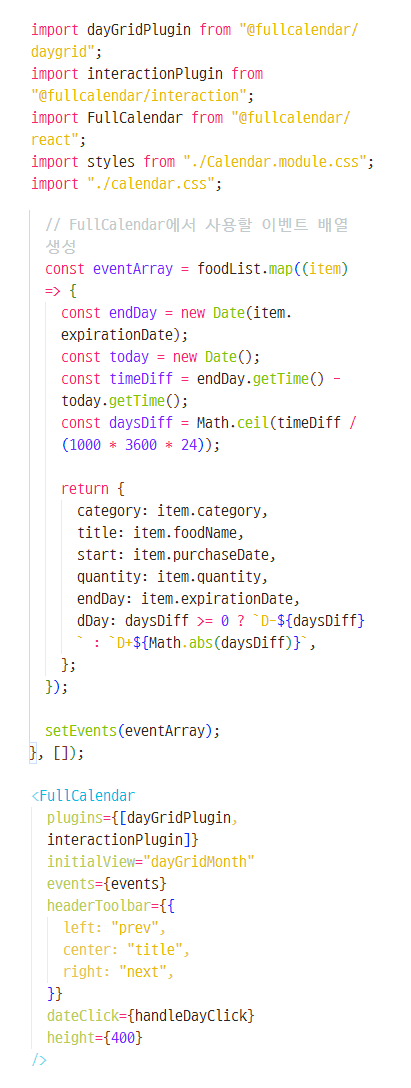 import dayGridPlugin from "@fullcalendar/
daygrid";
import interactionPlugin from
"@fullcalendar/interaction";
import FullCalendar from "@fullcalendar/
react";
import styles from "./Calendar.module.css";
import "./calendar.css";
// FullCalendar에서 사용할 이벤트 배열
생성
const eventArray = foodList.map((item)
=> {
const endDay = new Date(item.
expirationDate);
const today = new Date();
const timeDiff = endDay.getTime() -
today.getTime();
const daysDiff = Math.ceil(timeDiff /
(1000 * 3600 * 24));
return {
category: item.category,
title: item.foodName,
start: item.purchaseDate,
quantity: item.quantity,
endDay: item.expirationDate,
dDay: daysDiff >= 0 ? `D-${daysDiff}
` : `D+${Math.abs(daysDiff)}`,
};
});
setEvents(eventArray);
}, []);
<FullCalendar
plugins={[dayGridPlugin,
interactionPlugin]}
initialView="dayGridMonth"
events={events}
headerToolbar={{
left: "prev",
center: "title",
right: "next",
}}
dateClick={handleDayClick}
height={400}
/>